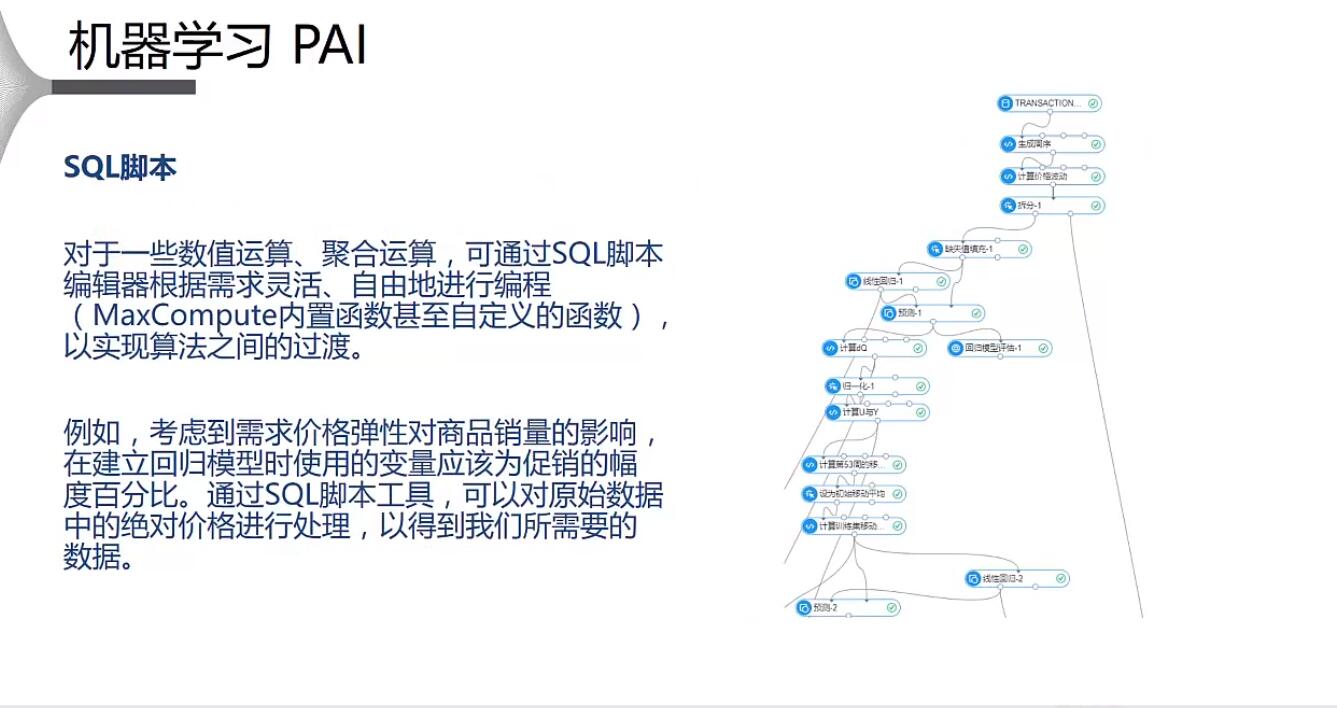 机器学习 PAI
SQL脚本
对于一些数值运算、聚合运算，可通过SQL脚本
编辑器根据需求灵活、自由地进行编程
（MaxCompute内置函数甚至自定义的函数），
以实现算法之间的过渡。
例如，考虑到需求价格弹性对商品销量的影响，
在建立回归模型时使用的变量应该为促销的幅
度百分比。通过SQL脚本工具，可以对原始数据
中的绝对价格进行处理，以得到我们所需要的
数据。
TRANSACTION...
生成周序
计算价格波动
拆分-1
缺失值填充-1
线性回归-1
预测-1
计算dQ
回归模型评估-1
归一化-1
计算U与Y
计算第53周的移...
设为初始移动平均
计算训练集移动...
线性回归-2
预测-2